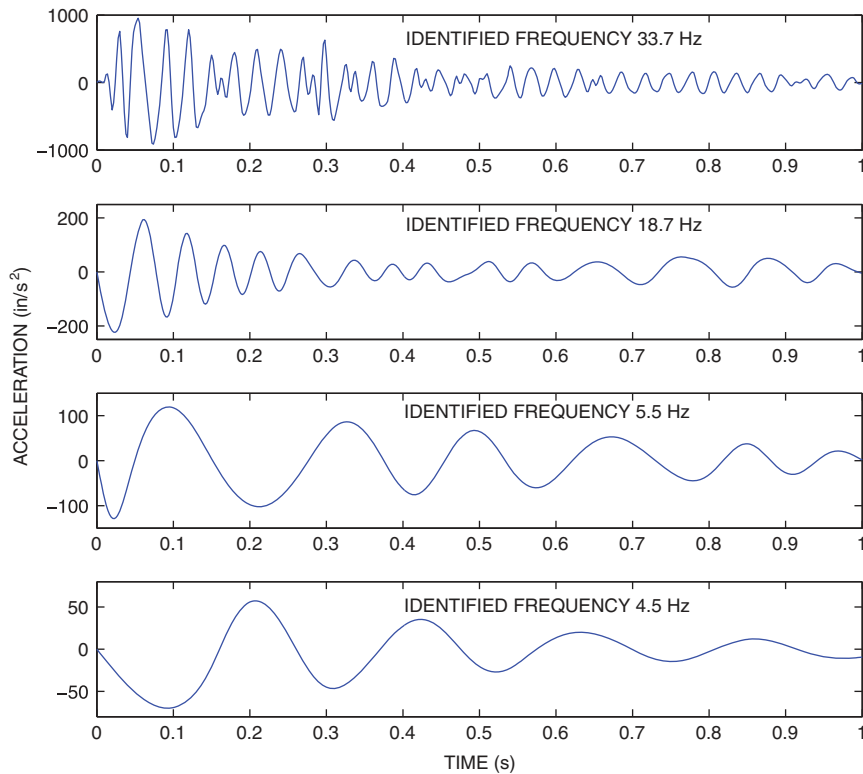 1000
0
−1000
IDENTIFIED FREQUENCY 33.7 Hz
0 0.1 0.2 0.3 0.4 0.5 0.6 0.7 0.8 0.9 1
200
0
−200
IDENTIFIED FREQUENCY 18.7 Hz
0 0.1 0.2 0.3 0.4 0.5 0.6 0.7 0.8 0.9 1
ACCELERATION (in/s²)
100
0
−100
IDENTIFIED FREQUENCY 5.5 Hz
0 0.1 0.2 0.3 0.4 0.5 0.6 0.7 0.8 0.9 1
50
0
−50
IDENTIFIED FREQUENCY 4.5 Hz
0 0.1 0.2 0.3 0.4 0.5 0.6 0.7 0.8 0.9 1
TIME (s)